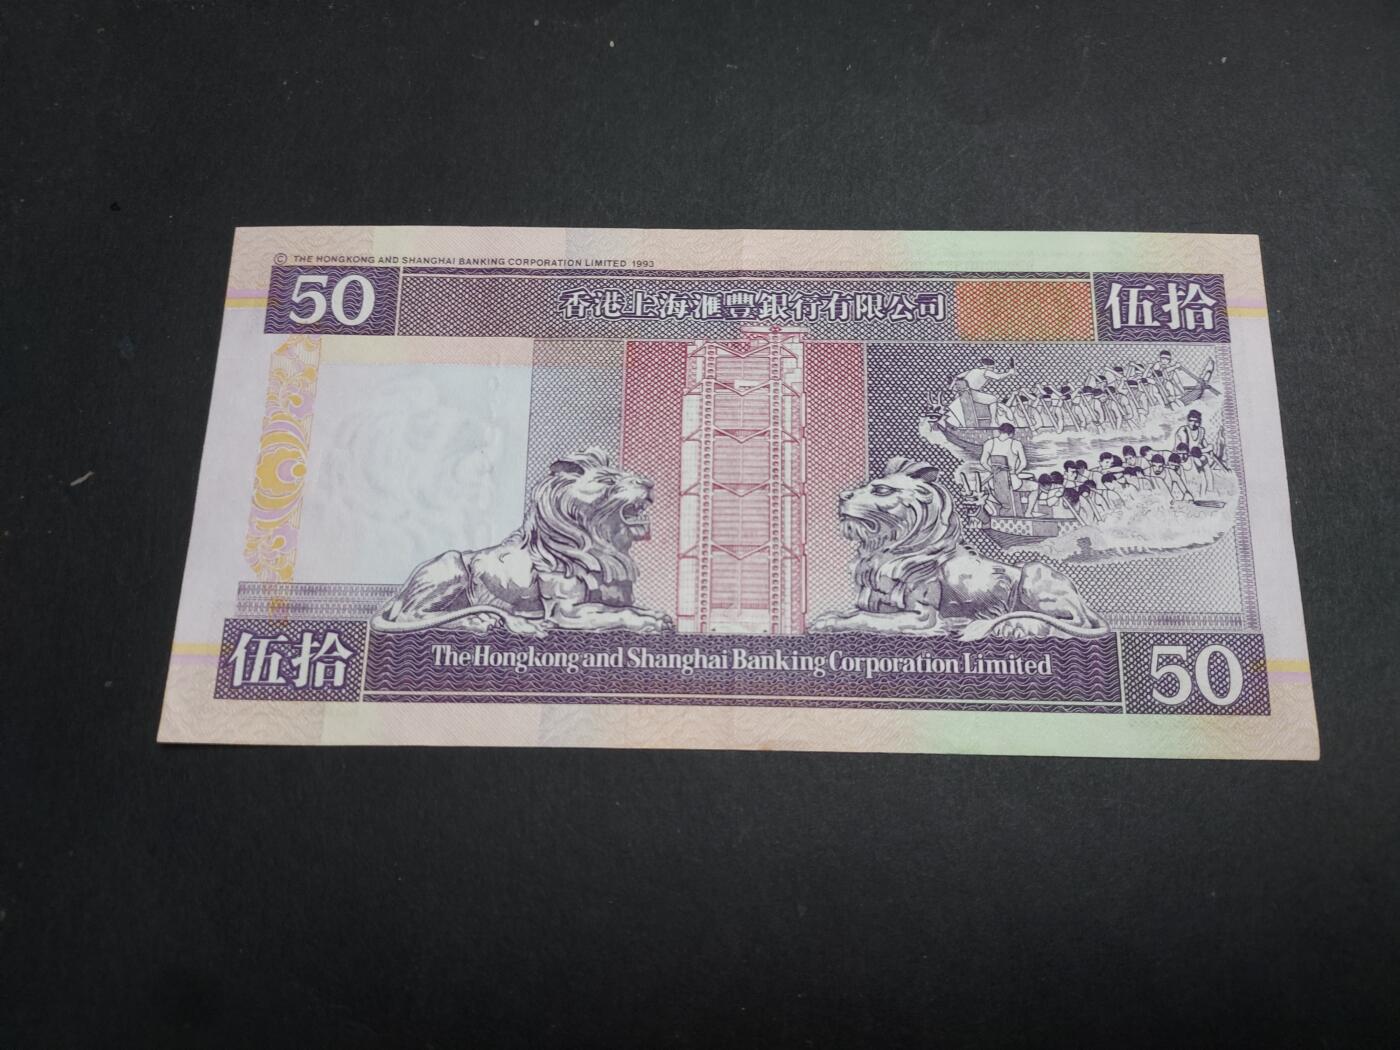 © THE HONGKONG AND SHANGHAI BANKING CORPORATION LIMITED 1993
50 香港上海滙豐銀行有限公司 伍拾
伍拾 The Hongkong and Shanghai Banking Corporation Limited 50